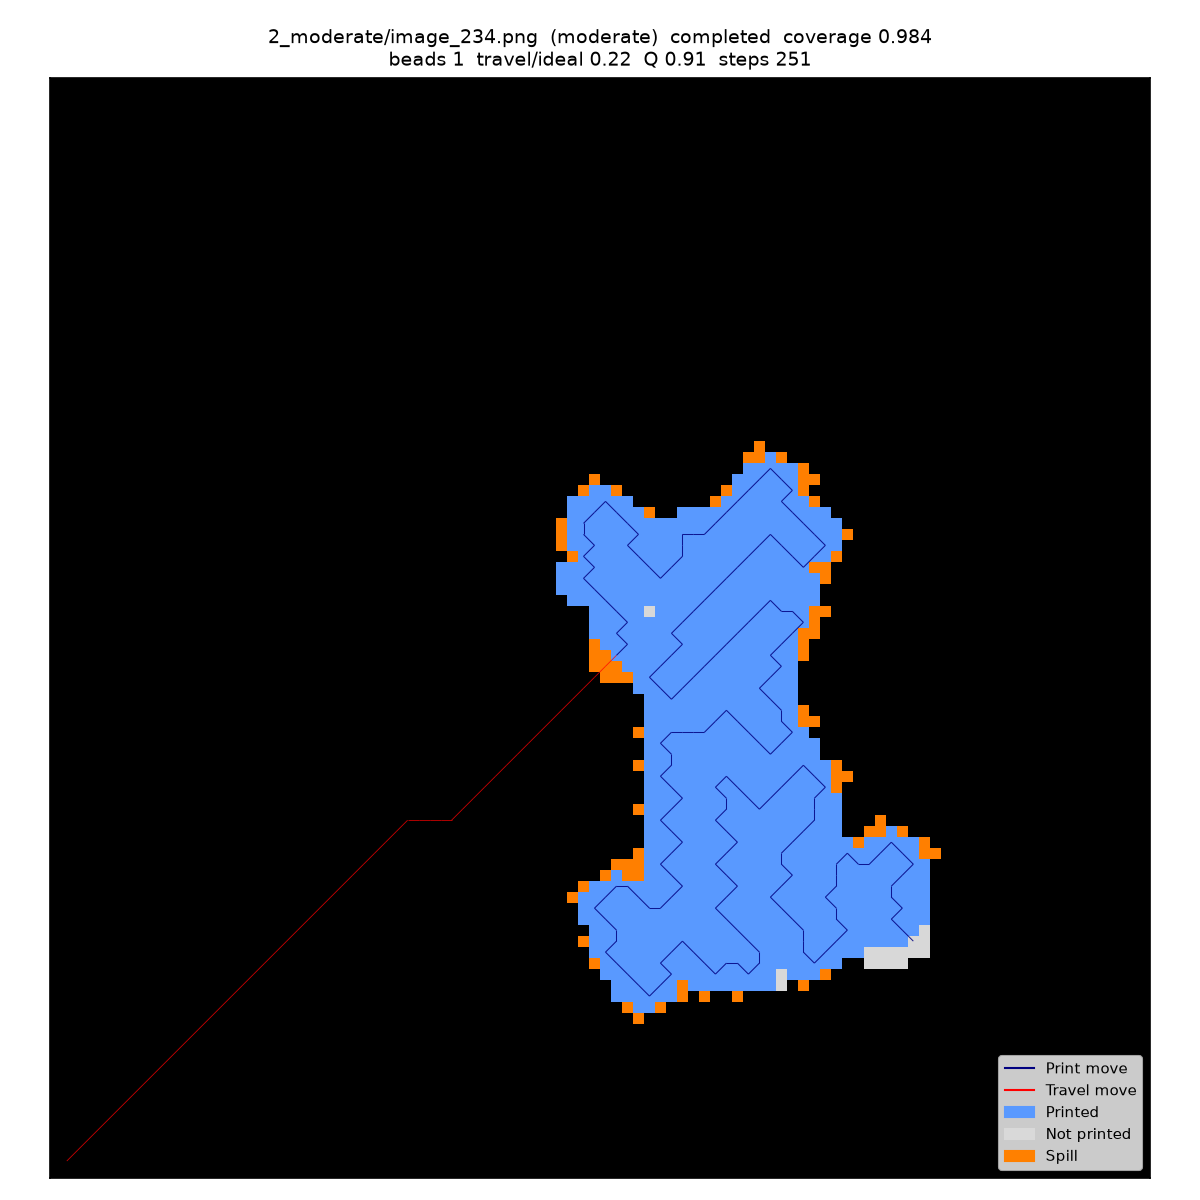 2_moderate/image_234.png  (moderate)  completed  coverage 0.984
beads 1  travel/ideal 0.22  Q 0.91  steps 251
Print move
Travel move
Printed
Not printed
Spill